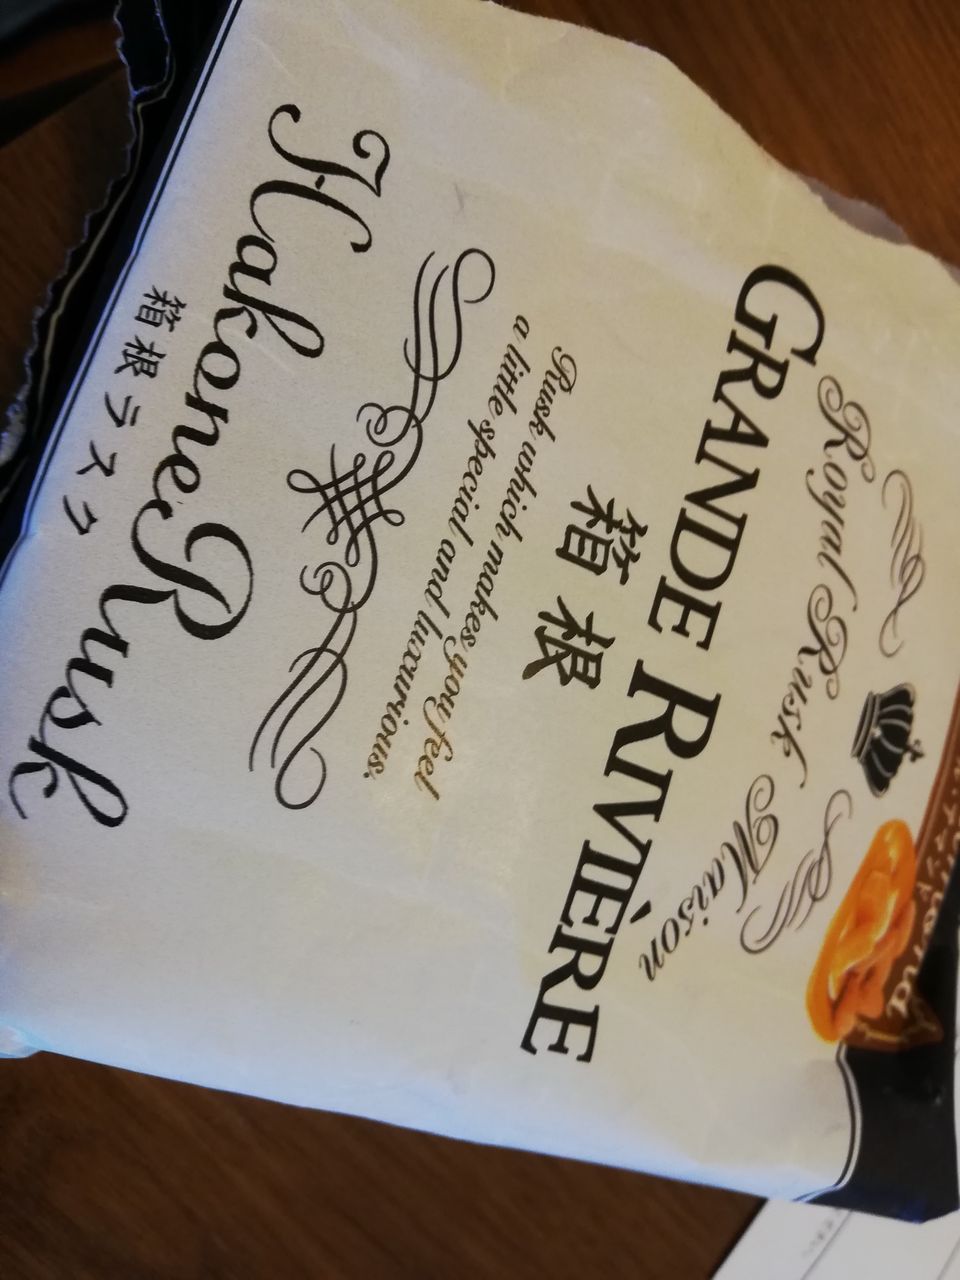 Royal Rusk Maison
GRANDE RIVIÈRE
箱根
Rusk which makes you feel
a little special and luxurious.
Hakone Rusk
箱根ラスク